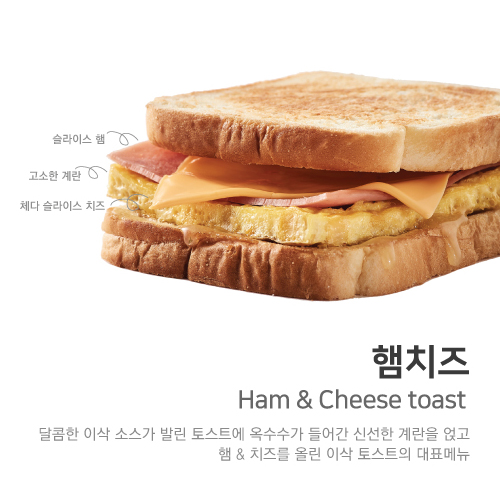 슬라이스 햄
고소한 계란
체다 슬라이스 치즈
햄치즈
Ham & Cheese toast
달콤한 이삭 소스가 발린 토스트에 옥수수가 들어간 신선한 계란을 얹고
햄 & 치즈를 올린 이삭 토스트의 대표메뉴